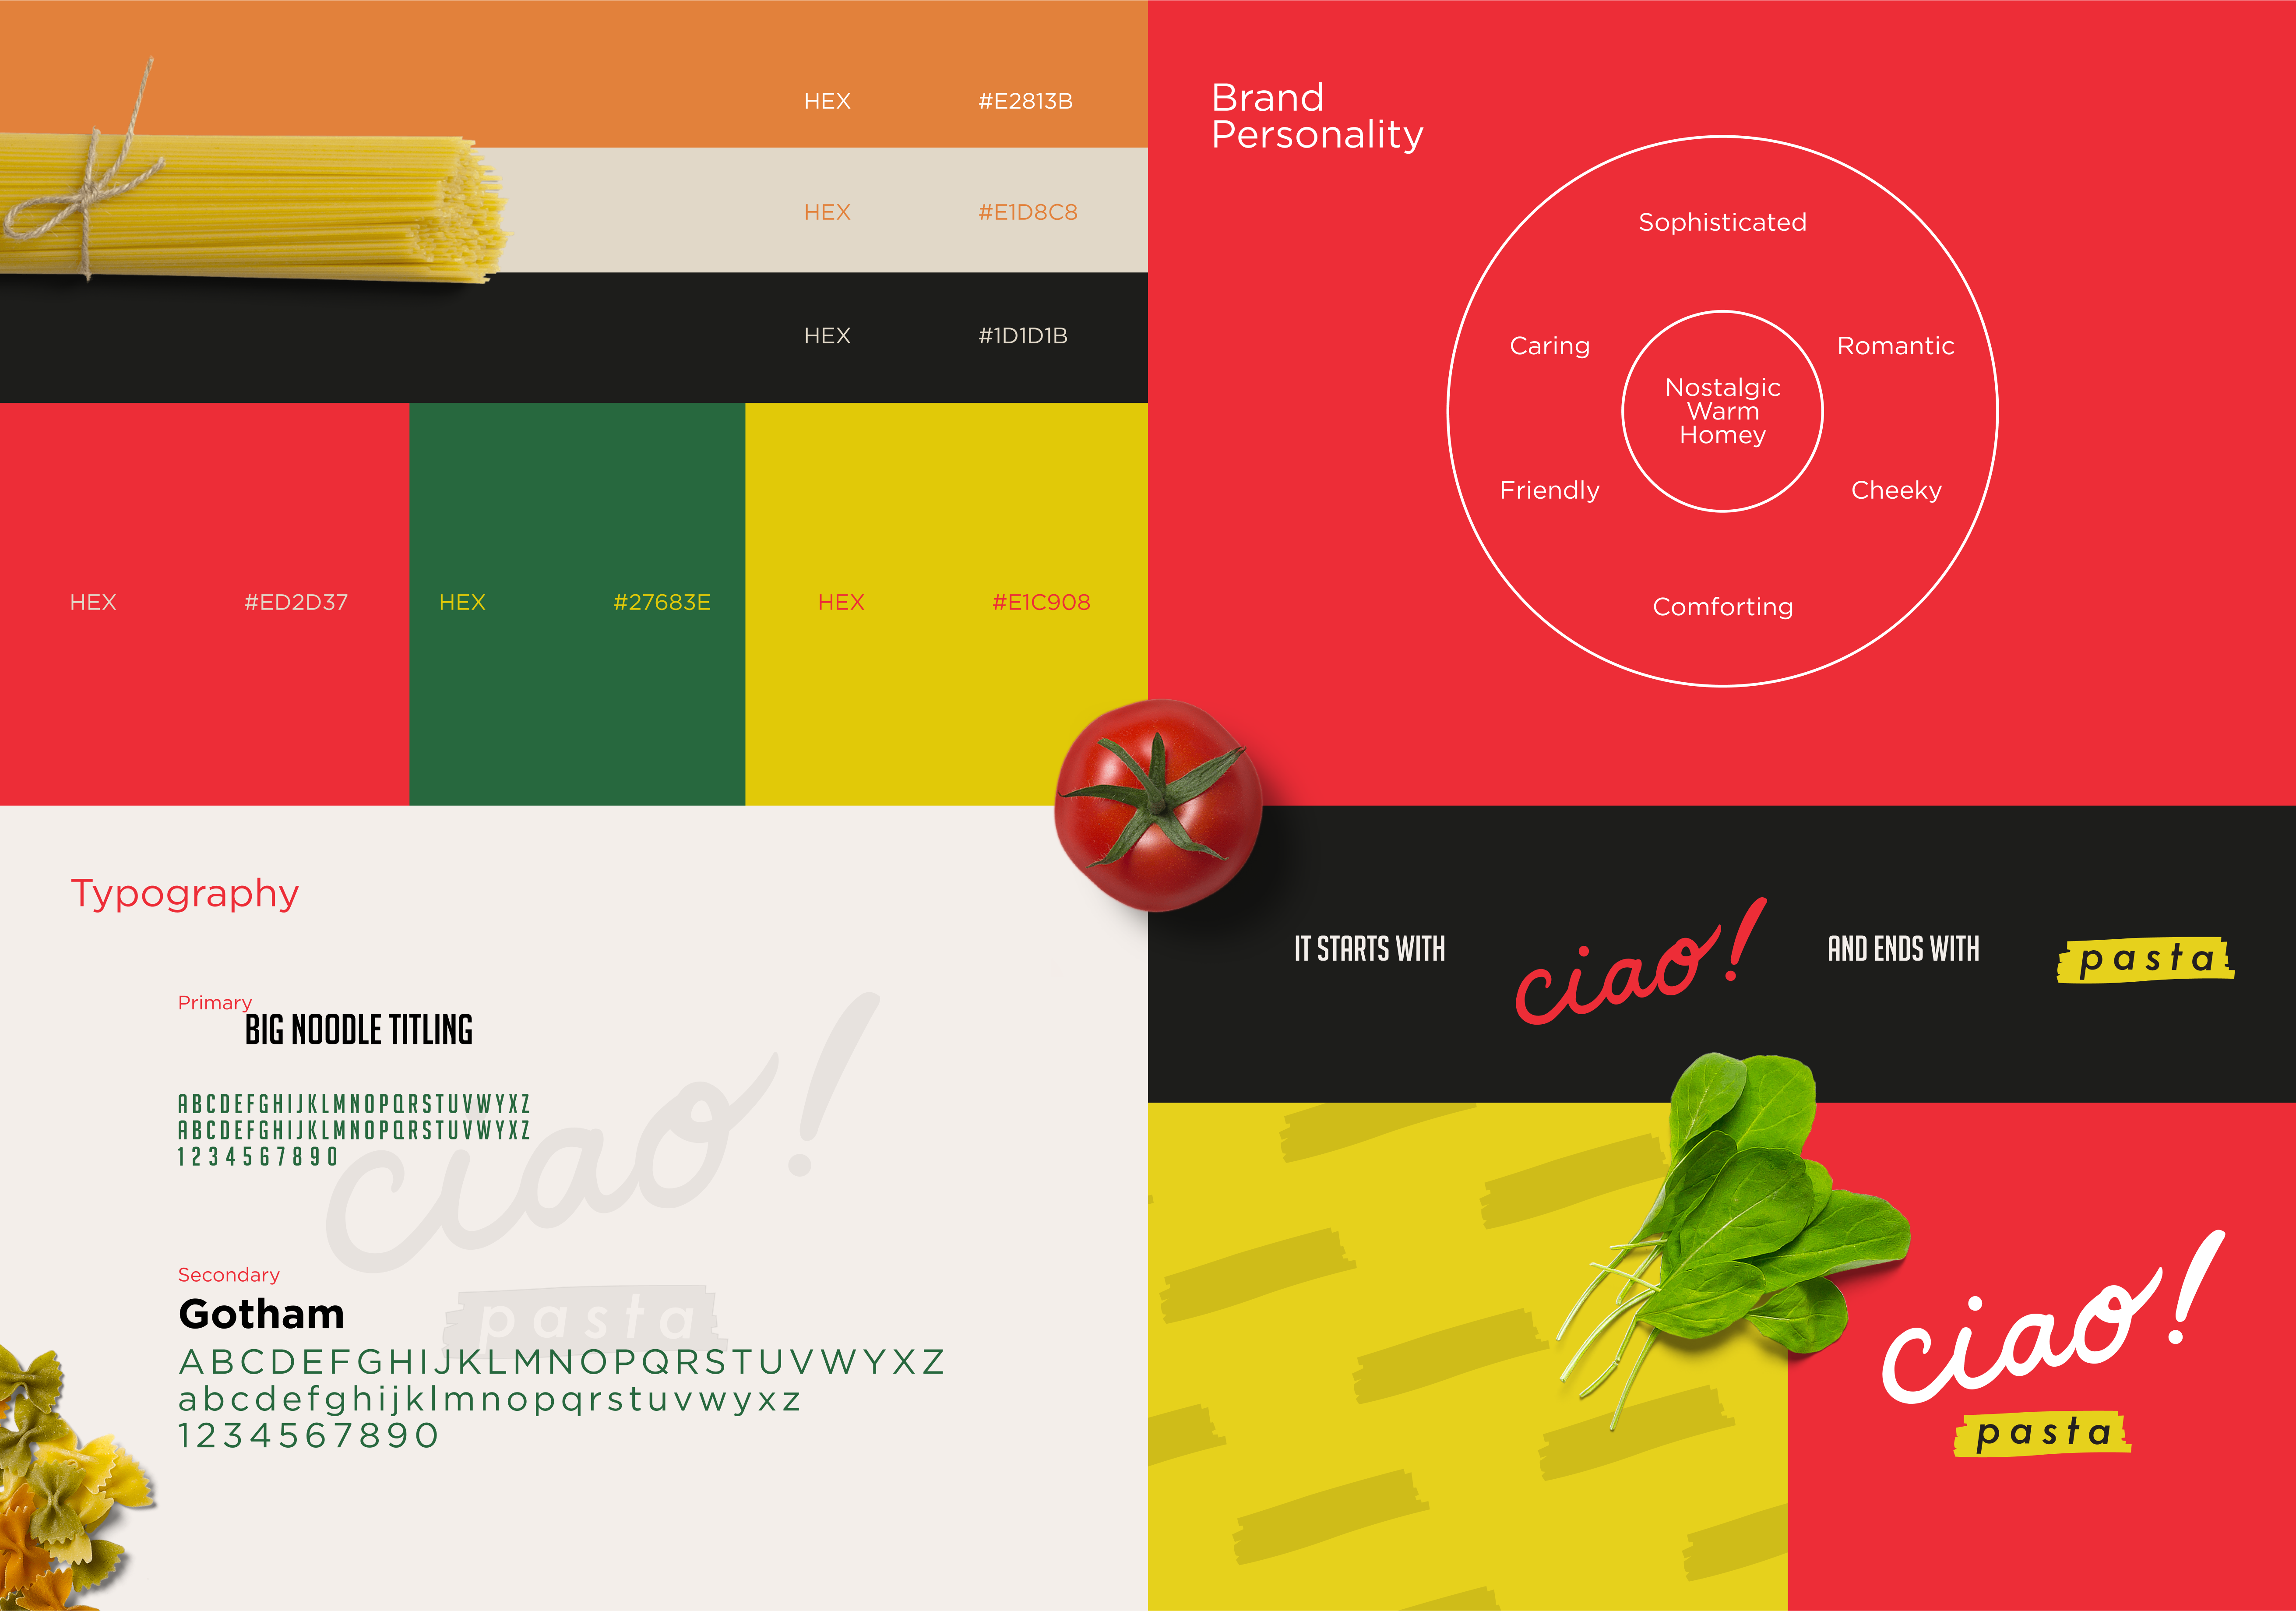 HEX #E2813B
HEX #E1D8C8
HEX #1D1D1B
HEX #ED2D37
HEX #27683E
HEX #E1C908
Brand
Personality
Sophisticated
Caring
Romantic
Nostalgic
Warm
Homey
Friendly
Cheeky
Comforting
Typography
Primary
BIG NOODLE TITLING
ABCDEFGHIJKLMNOPQRSTUVWYXZ
ABCDEFGHIJKLMNOPQRSTUVWYXZ
1234567890
ciao!
pasta
Secondary
Gotham
ABCDEFGHIJKLMNOPQRSTUVWYXZ
abcdefghijklmnopqrstuvwyxz
1234567890
IT STARTS WITH ciao! AND ENDS WITH pasta
ciao!
pasta